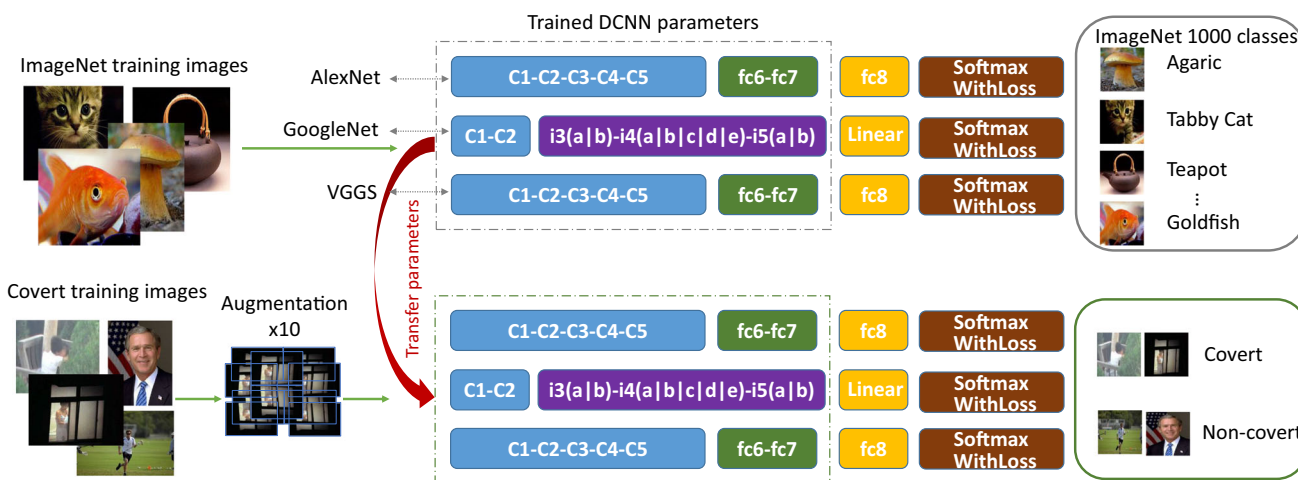 Trained DCNN parameters
ImageNet training images
AlexNet
C1-C2-C3-C4-C5
fc6-fc7
fc8
Softmax
WithLoss
GoogleNet
C1-C2
i3(a|b)-i4(a|b|c|d|e)-i5(a|b)
Linear
Softmax
WithLoss
VGGS
C1-C2-C3-C4-C5
fc6-fc7
fc8
Softmax
WithLoss
ImageNet 1000 classes
Agaric
Tabby Cat
Teapot
...
Goldfish
Transfer parameters
Covert training images
Augmentation
x10
C1-C2-C3-C4-C5
fc6-fc7
fc8
Softmax
WithLoss
C1-C2
i3(a|b)-i4(a|b|c|d|e)-i5(a|b)
Linear
Softmax
WithLoss
C1-C2-C3-C4-C5
fc6-fc7
fc8
Softmax
WithLoss
Covert
Non-covert